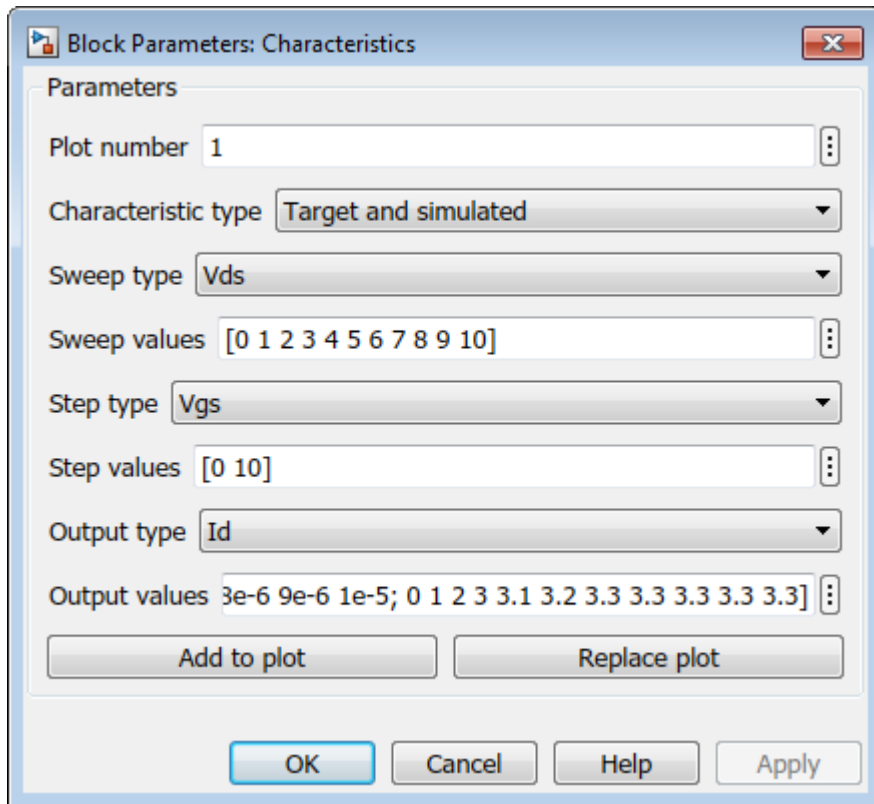 Block Parameters: Characteristics
Parameters
Plot number 1
Characteristic type Target and simulated
Sweep type Vds
Sweep values [0 1 2 3 4 5 6 7 8 9 10]
Step type Vgs
Step values [0 10]
Output type Id
Output values 3e-6 9e-6 1e-5; 0 1 2 3 3.1 3.2 3.3 3.3 3.3 3.3 3.3]
Add to plot Replace plot
OK Cancel Help Apply